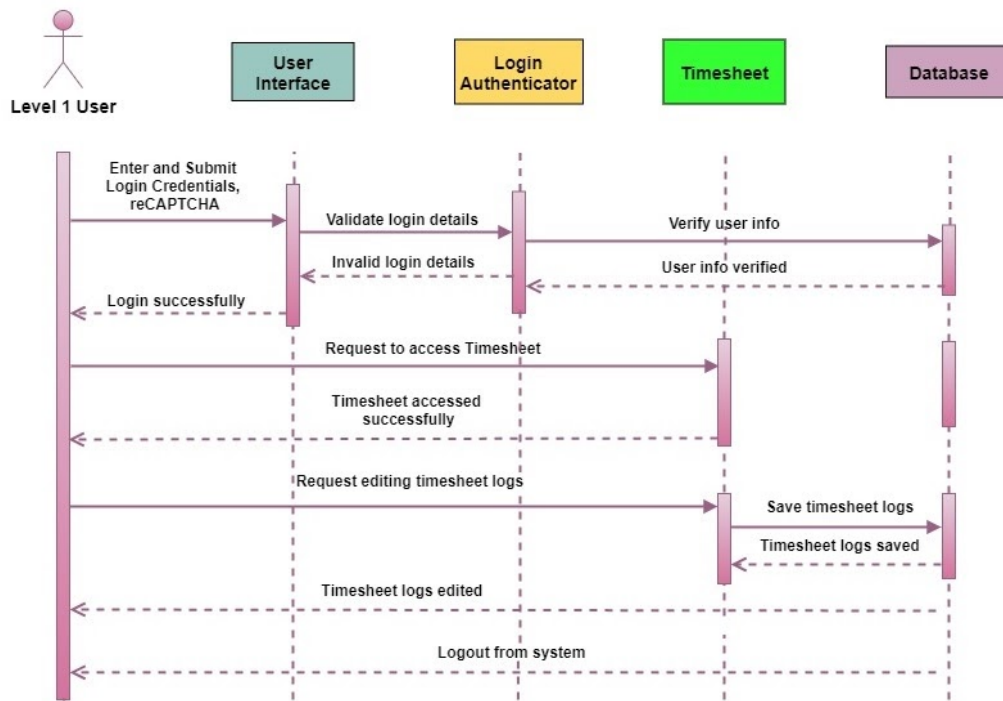 User
Interface
Login
Authenticator
Timesheet
Database
Level 1 User
Enter and Submit
Login Credentials,
reCAPTCHA
Validate login details
Verify user info
Invalid login details
User info verified
Login successfully
Request to access Timesheet
Timesheet accessed
successfully
Request editing timesheet logs
Save timesheet logs
Timesheet logs saved
Timesheet logs edited
Logout from system